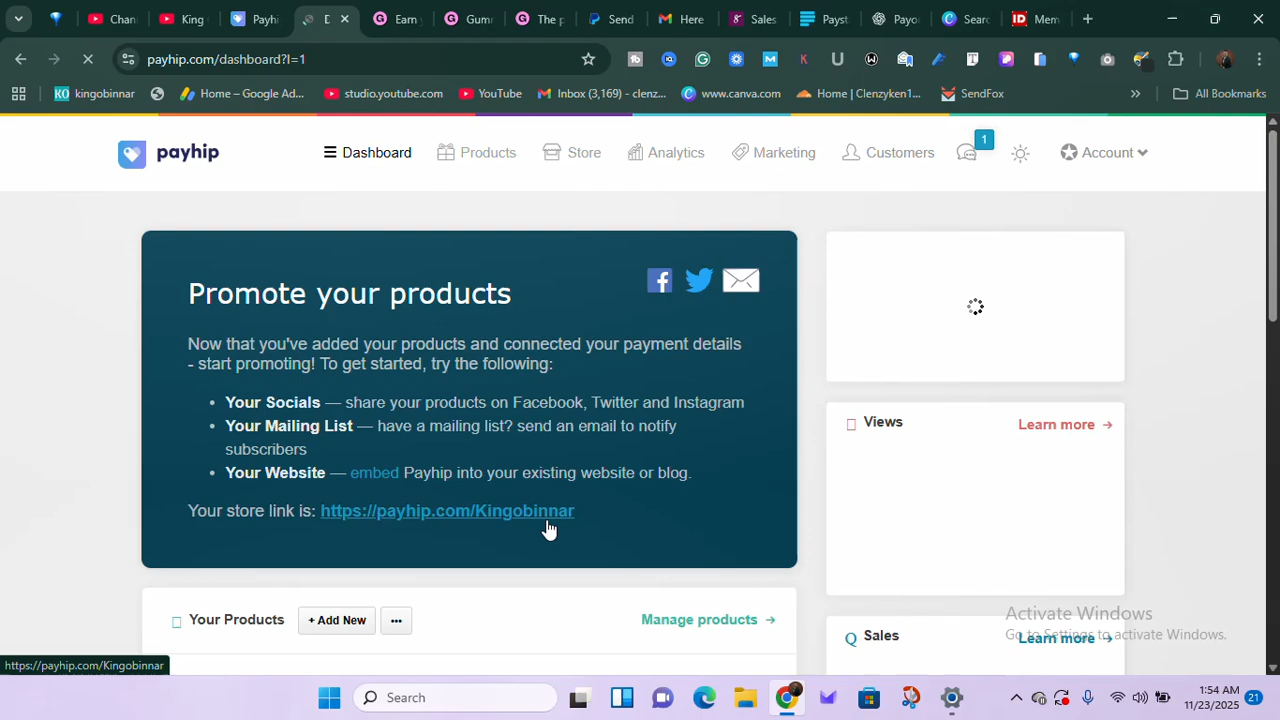 Chan
King
Payhi
D
Earn
Gum
The p
Send
Here
Sales
Payst
Payo
Sear
Mem
payhip.com/dashboard?l=1
kingobinnar
Home – Google Ad...
studio.youtube.com
YouTube
Inbox (3,169) - clenz...
www.canva.com
Home | Clenzyken1...
SendFox
All Bookmarks
payhip
Dashboard
Products
Store
Analytics
Marketing
Customers
1
Account
Promote your products
Now that you've added your products and connected your payment details
- start promoting! To get started, try the following:
• Your Socials — share your products on Facebook, Twitter and Instagram
• Your Mailing List — have a mailing list? send an email to notify
subscribers
• Your Website — embed Payhip into your existing website or blog.
Your store link is: https://payhip.com/Kingobinnar
Views
Learn more →
Your Products
+ Add New
•••
Manage products →
Sales
Learn more →
Activate Windows
Go to Settings to activate Windows.
https://payhip.com/Kingobinnar
Search
1:54 AM
11/23/2025
21